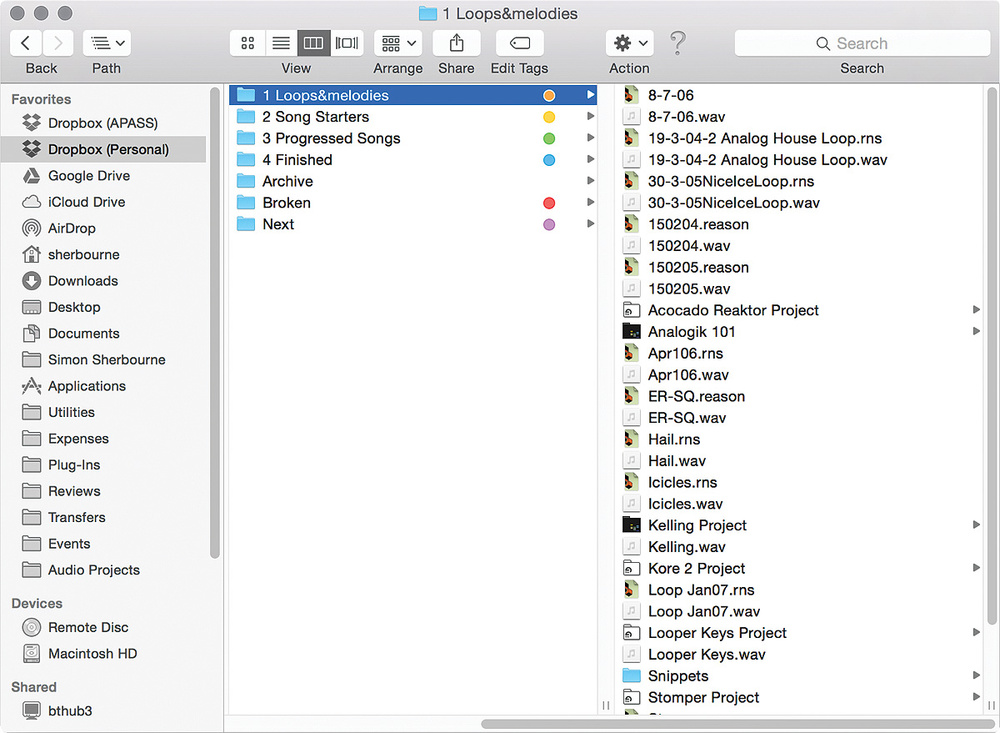 1 Loops&melodies
Back
Path
View
Arrange
Share
Edit Tags
Action
?
Search
Search
Favorites
Dropbox (APASS)
Dropbox (Personal)
Google Drive
iCloud Drive
AirDrop
sherbourne
Downloads
Desktop
Documents
Simon Sherbourne
Applications
Utilities
Expenses
Plug-Ins
Reviews
Transfers
Events
Audio Projects
Devices
Remote Disc
Macintosh HD
Shared
bthub3
1 Loops&melodies
2 Song Starters
3 Progressed Songs
4 Finished
Archive
Broken
Next
8-7-06
8-7-06.wav
19-3-04-2 Analog House Loop.rns
19-3-04-2 Analog House Loop.wav
30-3-05NiceIceLoop.rns
30-3-05NiceIceLoop.wav
150204.reason
150204.wav
150205.reason
150205.wav
Acocado Reaktor Project
Analogik 101
Apr106.rns
Apr106.wav
ER-SQ.reason
ER-SQ.wav
Hail.rns
Hail.wav
Icicles.rns
Icicles.wav
Kelling Project
Kelling.wav
Kore 2 Project
Loop Jan07.rns
Loop Jan07.wav
Looper Keys Project
Looper Keys.wav
Snippets
Stomper Project